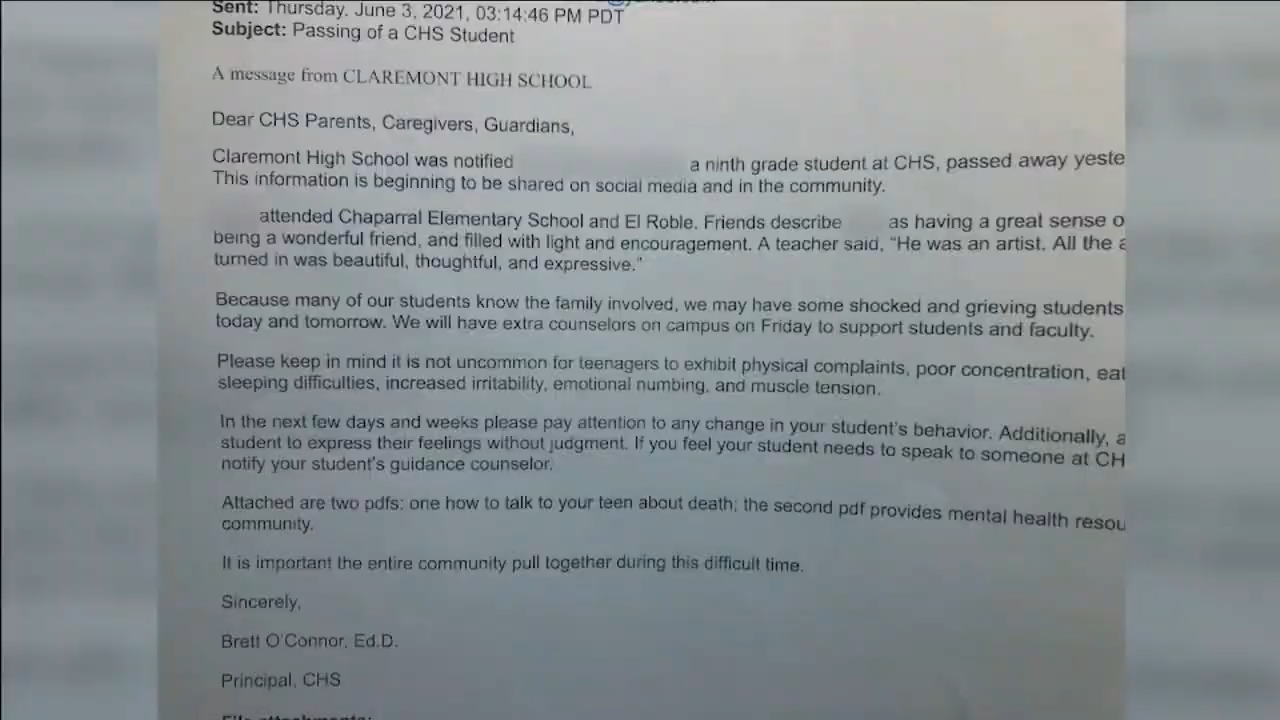 Sent: Thursday, June 3, 2021, 03:14:46 PM PDT
Subject: Passing of a CHS Student
A message from CLAREMONT HIGH SCHOOL
Dear CHS Parents, Caregivers, Guardians,
Claremont High School was notified a ninth grade student at CHS, passed away yeste
This information is beginning to be shared on social media and in the community.
attended Chaparral Elementary School and El Roble. Friends describe as having a great sense o
being a wonderful friend, and filled with light and encouragement. A teacher said, "He was an artist. All the a
turned in was beautiful, thoughtful, and expressive."
Because many of our students know the family involved, we may have some shocked and grieving students
today and tomorrow. We will have extra counselors on campus on Friday to support students and faculty.
Please keep in mind it is not uncommon for teenagers to exhibit physical complaints, poor concentration, eat
sleeping difficulties, increased irritability, emotional numbing, and muscle tension.
In the next few days and weeks please pay attention to any change in your student's behavior. Additionally, a
student to express their feelings without judgment. If you feel your student needs to speak to someone at CH
notify your student's guidance counselor.
Attached are two pdfs: one how to talk to your teen about death; the second pdf provides mental health resou
community.
It is important the entire community pull together during this difficult time.
Sincerely,
Brett O'Connor, Ed.D.
Principal, CHS
File attachments: